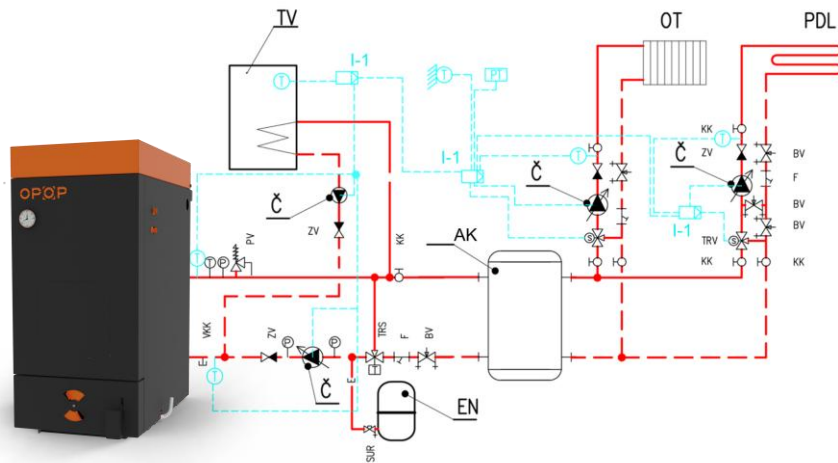 TV
OT
PDL
I-1
T
T
PT
I-1
T
KK
T
Č
ZV
BV
Č
F
Č
I-1
BV
BV
TRV
S
S
KK
KK
OPOP
ZV
KK
AK
PV
T
T
P
VKK
ZV
P
P
TRS
F
BV
E
T
Č
E
EN
SUR